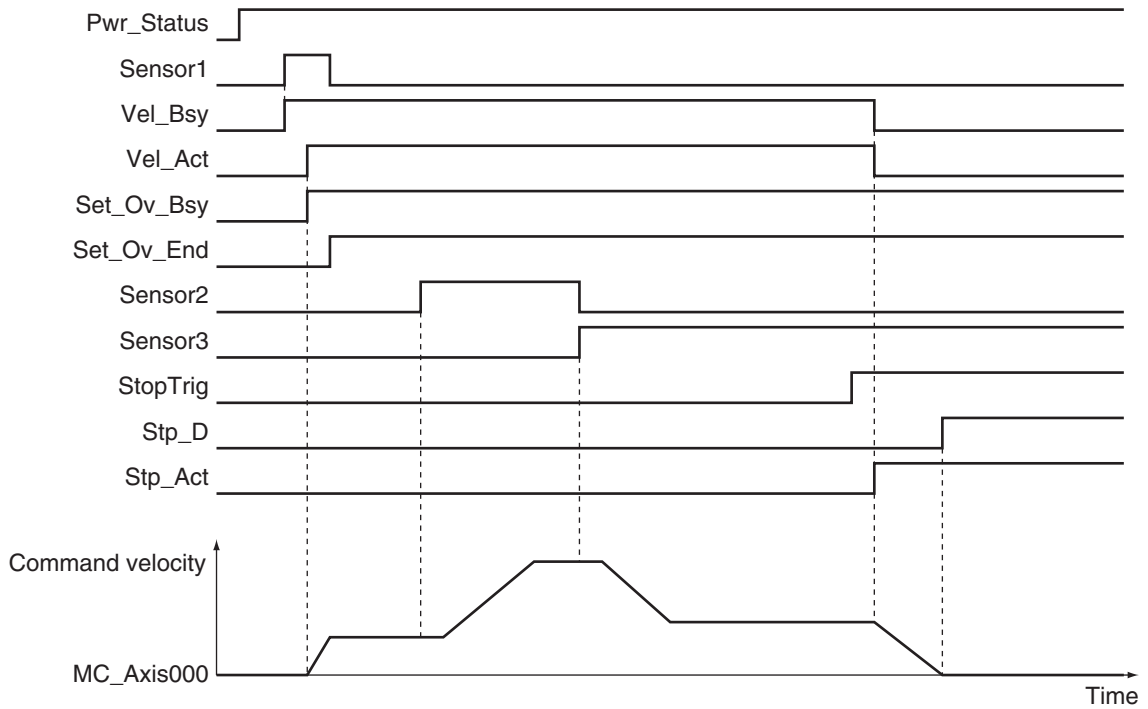 Pwr_Status
Sensor1
Vel_Bsy
Vel_Act
Set_Ov_Bsy
Set_Ov_End
Sensor2
Sensor3
StopTrig
Stp_D
Stp_Act
Command velocity
MC_Axis000
Time